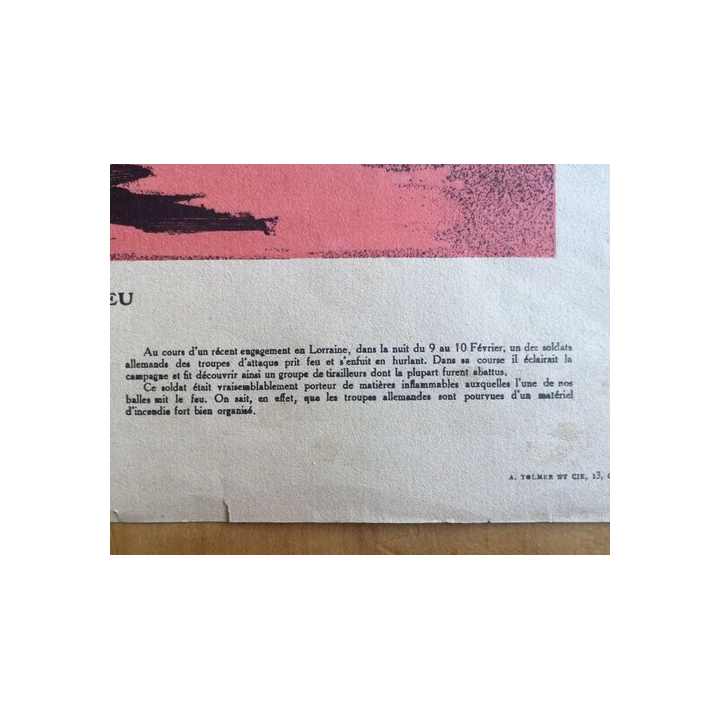 EU
Au cours d'un récent engagement en Lorraine, dans la nuit du 9 au 10 Février, un des soldats
allemands des troupes d'attaque prit feu et s'enfuit en hurlant. Dans sa course il éclairait la
campagne et fit découvrir ainsi un groupe de tirailleurs dont la plupart furent abattus.
Ce soldat était vraisemblablement porteur de matières inflammables auxquelles l'une de nos
balles mit le feu. On sait, en effet, que les troupes allemandes sont pourvues d'un matériel
d'incendie fort bien organisé.
A. TOLMER ET CIE, 13,